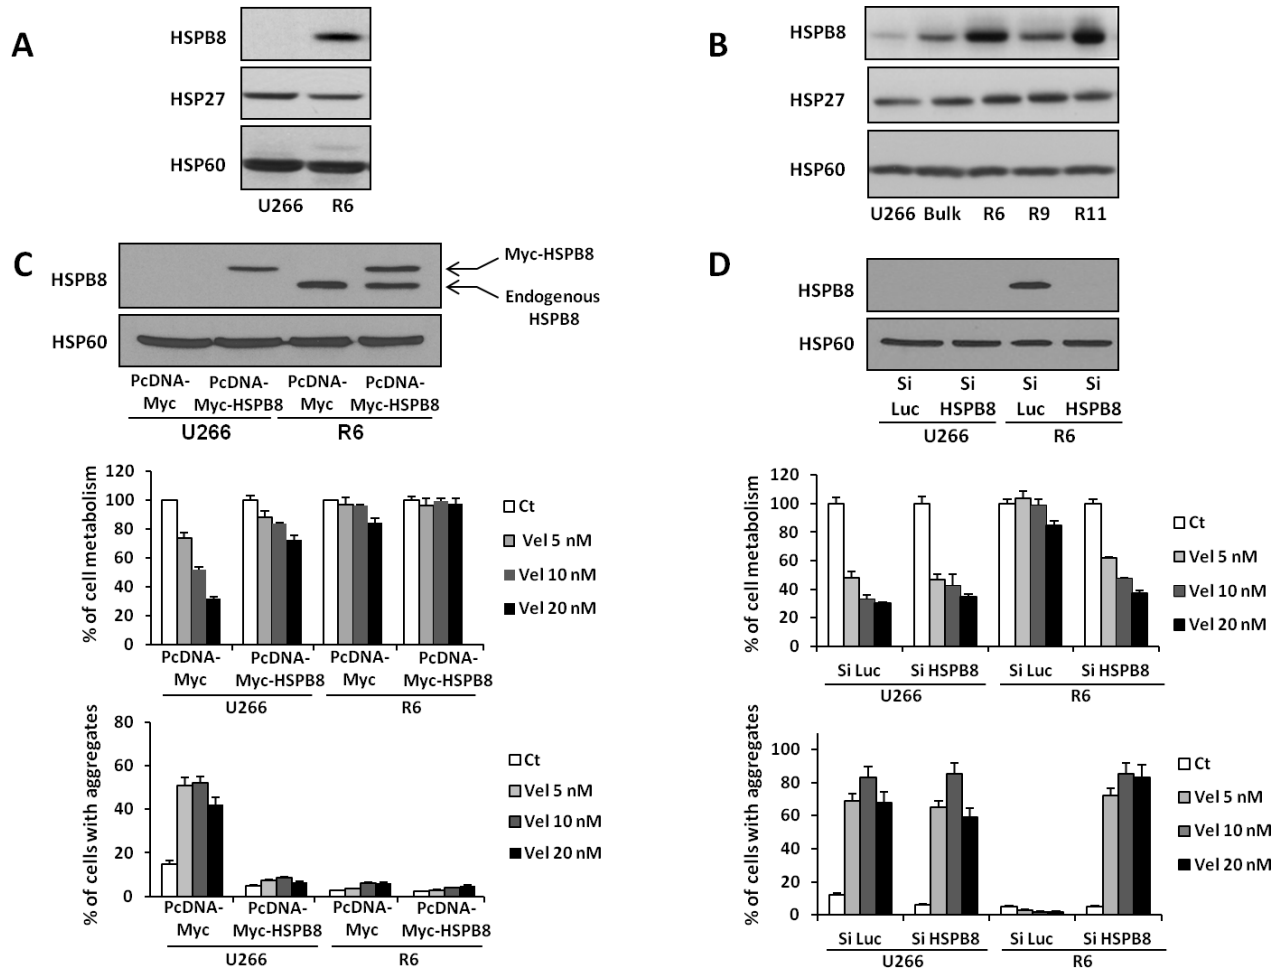 A
HSPB8
HSP27
HSP60
U266 R6
B
HSPB8
HSP27
HSP60
U266 Bulk R6 R9 R11
C
HSPB8
Myc-HSPB8
Endogenous
HSPB8
HSP60
PcDNA- PcDNA- PcDNA- PcDNA-
Myc Myc-HSPB8 Myc Myc-HSPB8
U266 R6
% of cell metabolism
120
100
80
60
40
20
0
Ct
Vel 5 nM
Vel 10 nM
Vel 20 nM
PcDNA- PcDNA- PcDNA- PcDNA-
Myc Myc-HSPB8 Myc Myc-HSPB8
U266 R6
% of cells with aggregates
80
60
40
20
0
Ct
Vel 5 nM
Vel 10 nM
Vel 20 nM
PcDNA- PcDNA- PcDNA- PcDNA-
Myc Myc-HSPB8 Myc Myc-HSPB8
U266 R6
D
HSPB8
HSP60
Si Si Si Si
Luc HSPB8 Luc HSPB8
U266 R6
% of cell metabolism
120
100
80
60
40
20
0
Ct
Vel 5 nM
Vel 10 nM
Vel 20 nM
Si Luc Si HSPB8 Si Luc Si HSPB8
U266 R6
% of cells with aggregates
100
80
60
40
20
0
Ct
Vel 5 nM
Vel 10 nM
Vel 20 nM
Si Luc Si HSPB8 Si Luc Si HSPB8
U266 R6